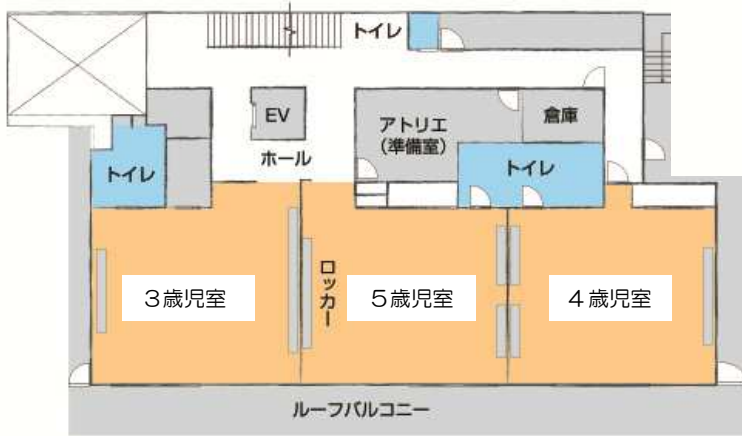 トイレ
EV
アトリエ
(準備室)
倉庫
ホール
トイレ
トイレ
ロッカー
3歳児室
5歳児室
4歳児室
ルーフバルコニー